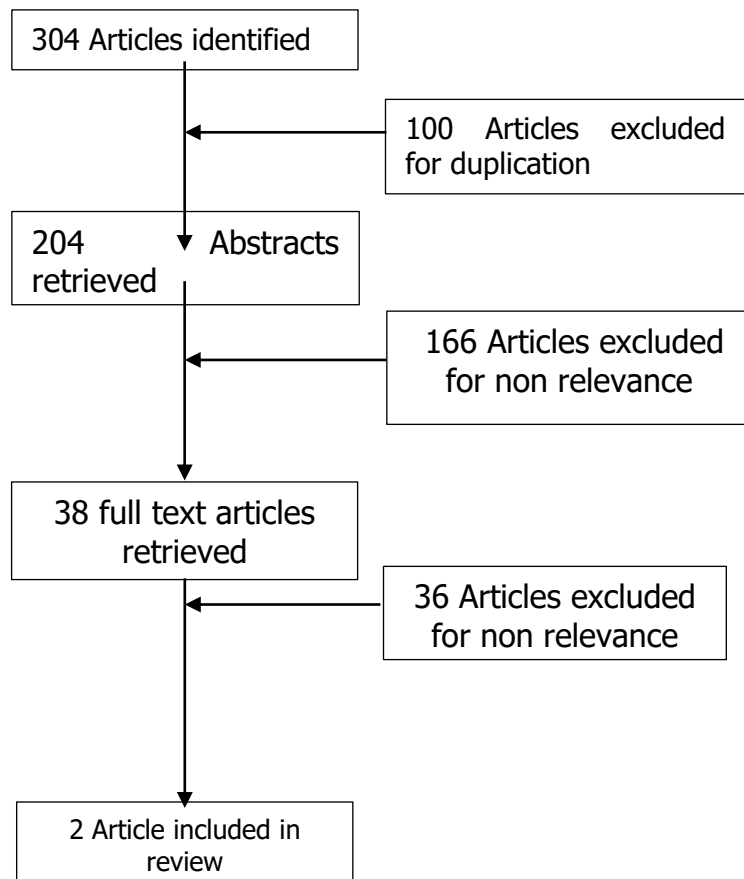 304 Articles identified
100 Articles excluded
for duplication
204 Abstracts
retrieved
166 Articles excluded
for non relevance
38 full text articles
retrieved
36 Articles excluded
for non relevance
2 Article included in
review